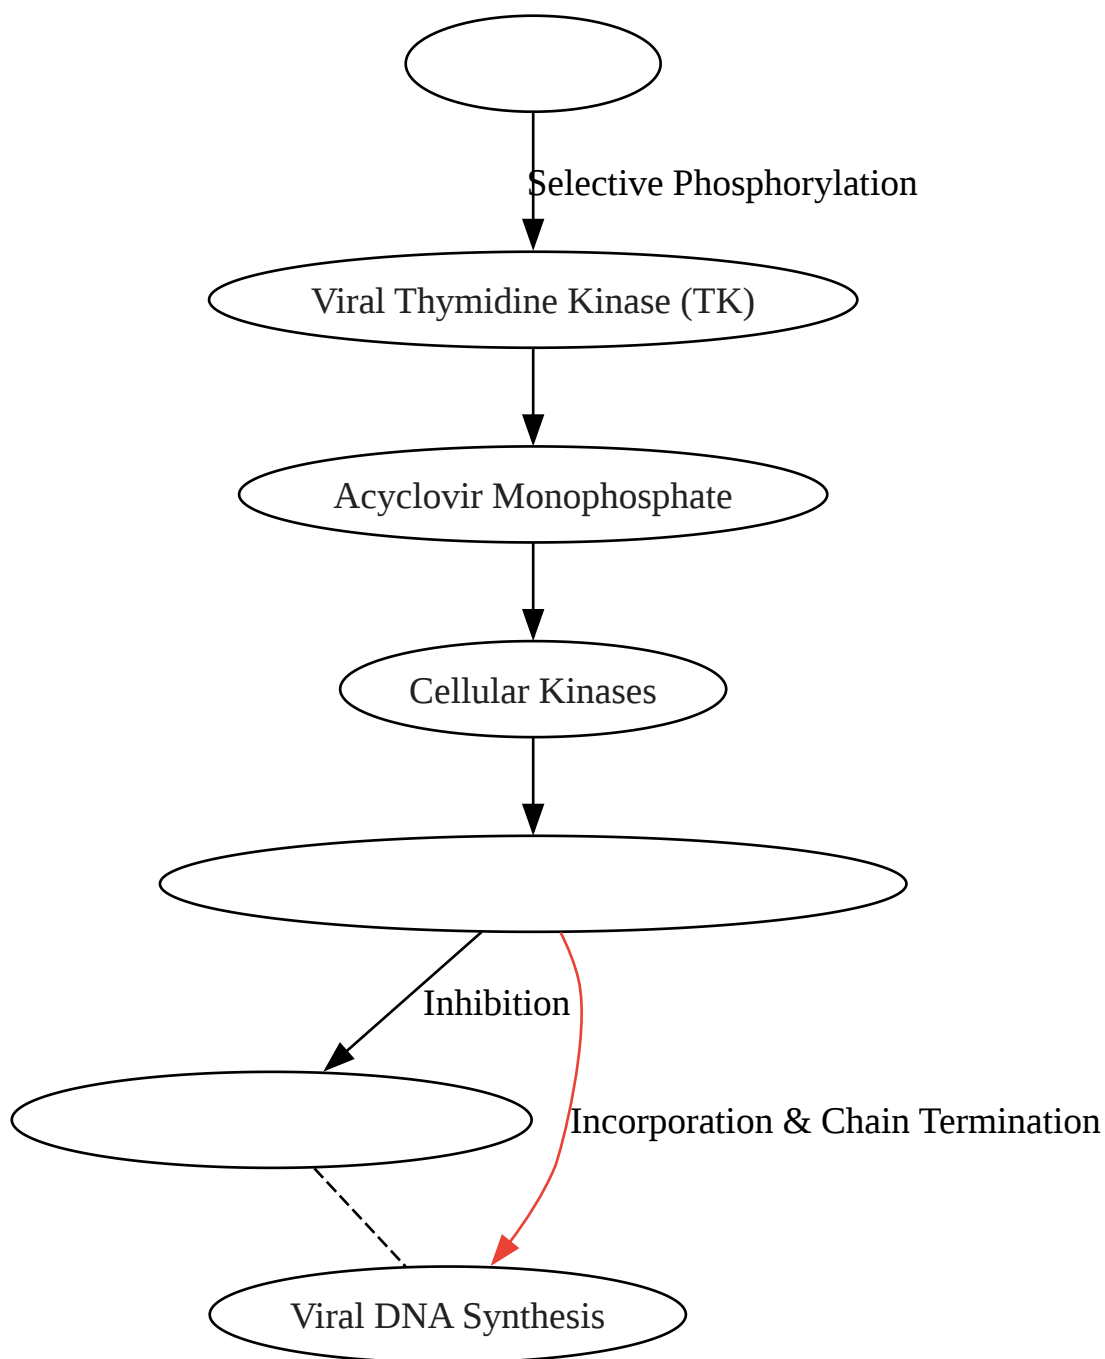 Selective Phosphorylation
Viral Thymidine Kinase (TK)
Acyclovir Monophosphate
Cellular Kinases
Inhibition
Incorporation & Chain Termination
Viral DNA Synthesis